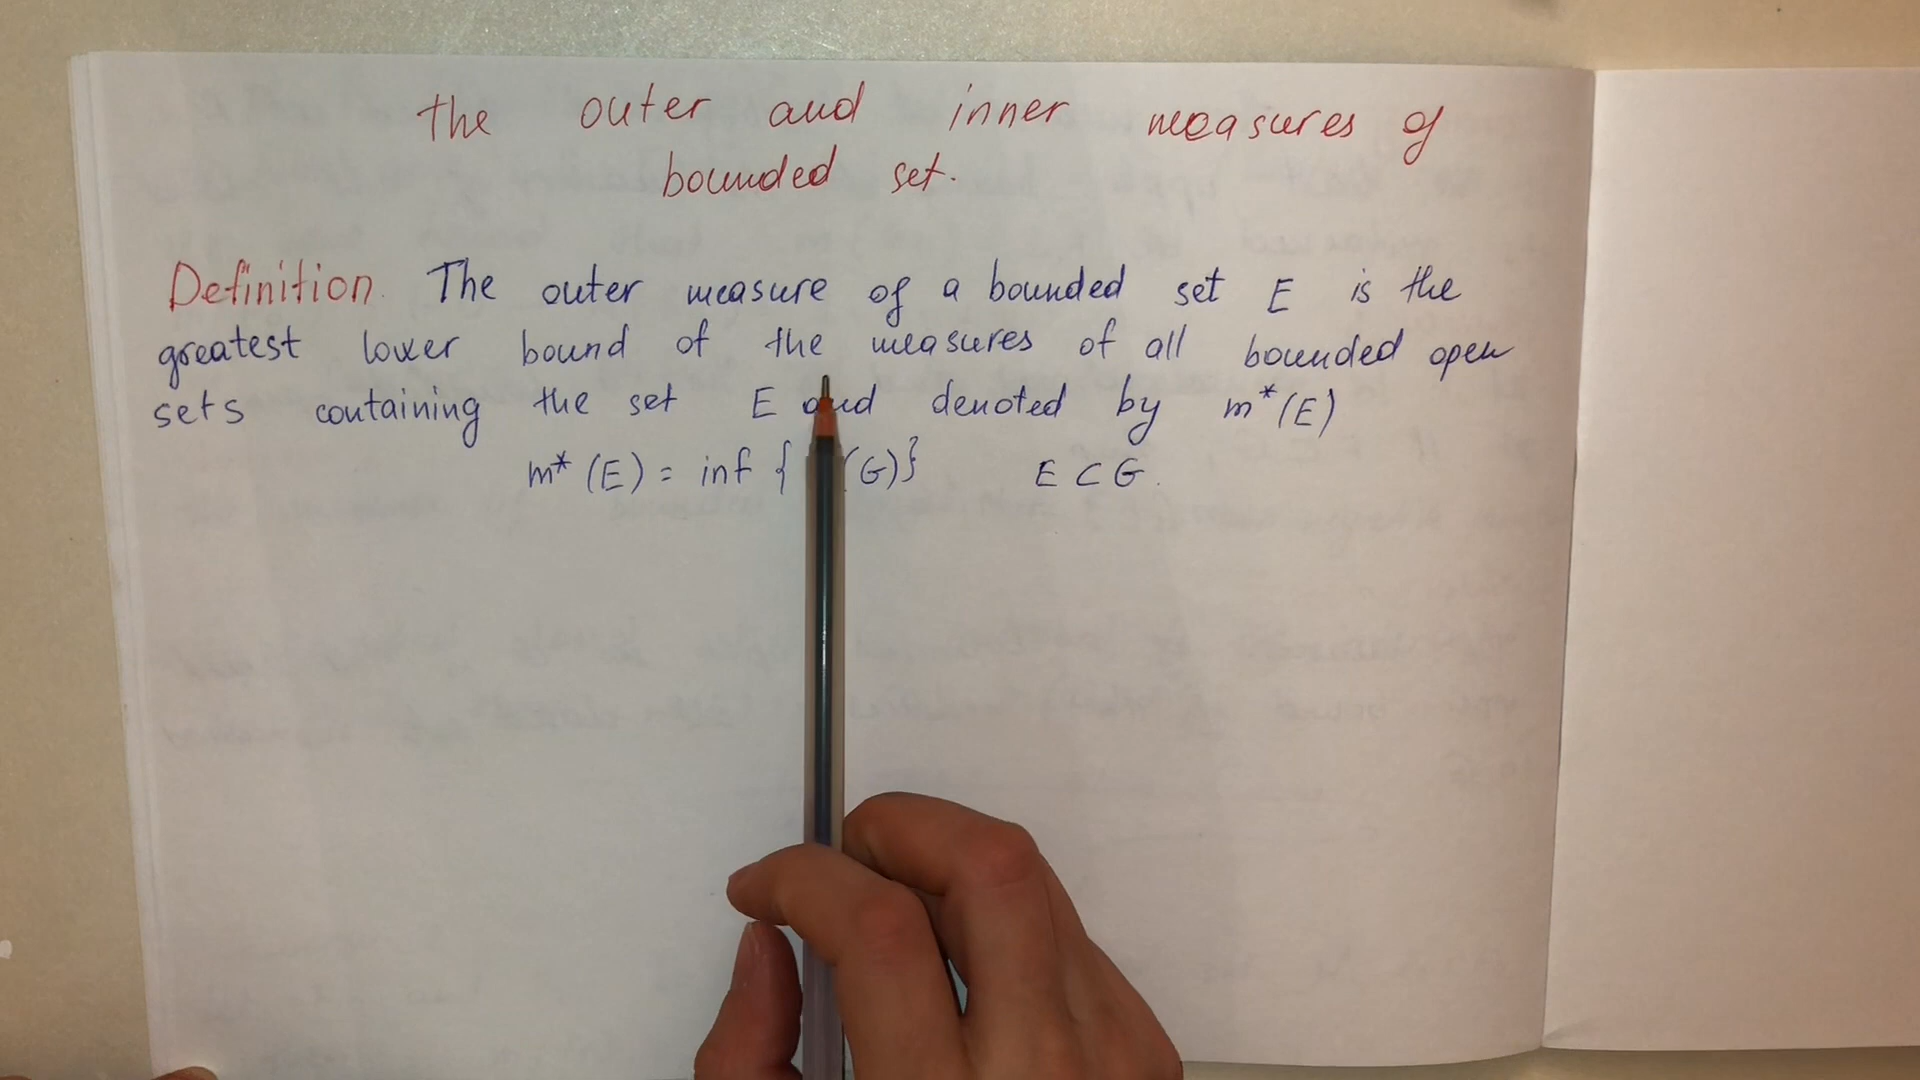 The outer and inner measures of
bounded set.
Definition. The outer measure of a bounded set E is the
greatest lower bound of the measures of all bounded open
sets containing the set E and denoted by m*(E)
m*(E) = inf { (G)} E ⊂ G.